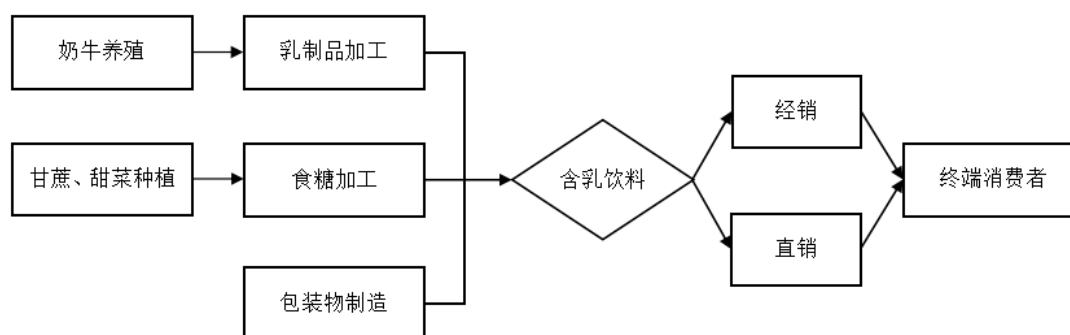 奶牛养殖
乳制品加工
经销
甘蔗、甜菜种植
食糖加工
含乳饮料
终端消费者
直销
包装物制造